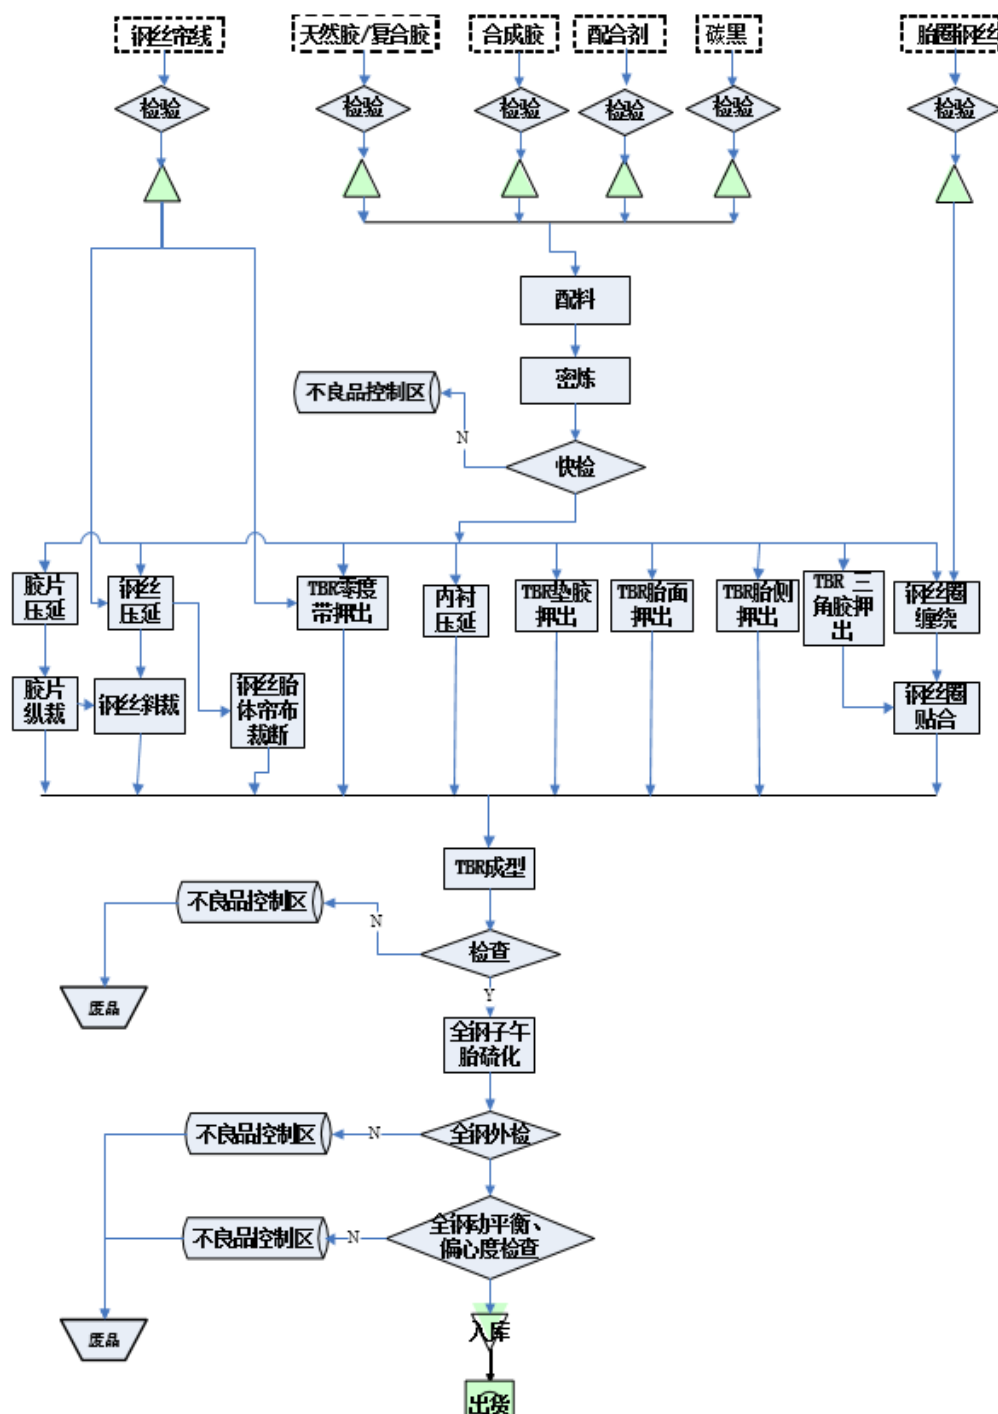 钢丝帘线
天然胶/复合胶
合成胶
配合剂
碳黑
胎圈钢丝
检验
检验
检验
检验
检验
检验
配料
密炼
不良品控制区
N
快检
胶片
压延
钢丝
压延
TBR零度
带押出
内衬
压延
TBR垫胶
押出
TBR胎面
押出
TBR胎侧
押出
TBR 三
角胶押
出
钢丝圈
缠绕
胶片
纵裁
钢丝斜裁
钢丝胎
体帘布
裁断
钢丝圈
贴合
TBR成型
不良品控制区
N
检查
废品
Y
全钢子午
胎硫化
不良品控制区
N
全钢外检
不良品控制区
N
全钢动平衡、
偏心度检查
废品
入库
出货